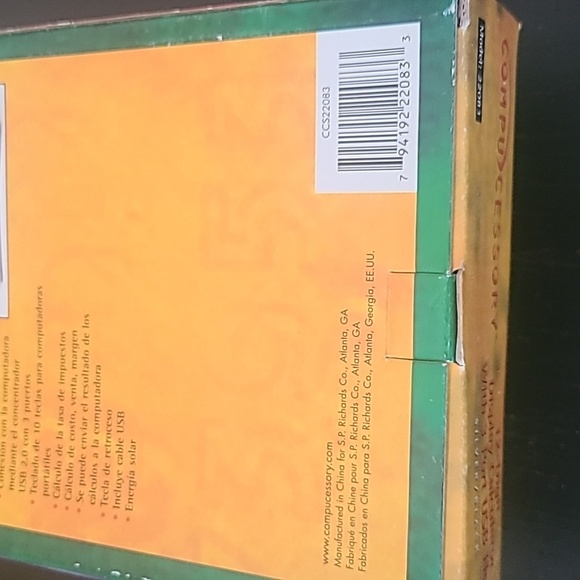 conexión con la computadora
mediante el concentrador
USB 2.0 con 3 puertos
• Teclado de 10 teclas para computadoras
portátiles
• Cálculo de la tasa de impuestos
• Cálculo de costo, venta, margen
• Se puede enviar el resultado de los
cálculos a la computadora
• Tecla de retroceso
• Incluye cable USB
• Energía solar
www.compucessory.com
Manufactured in China for S.P. Richards Co., Atlanta, GA
Fabriqué en Chine pour S.P. Richards Co., Atlanta, GA
Fabricados en China para S.P. Richards Co., Atlanta, Georgia, EE.UU.
CCS22083
7 94192 22083 3
Model: 22083
COMPUCESSORY